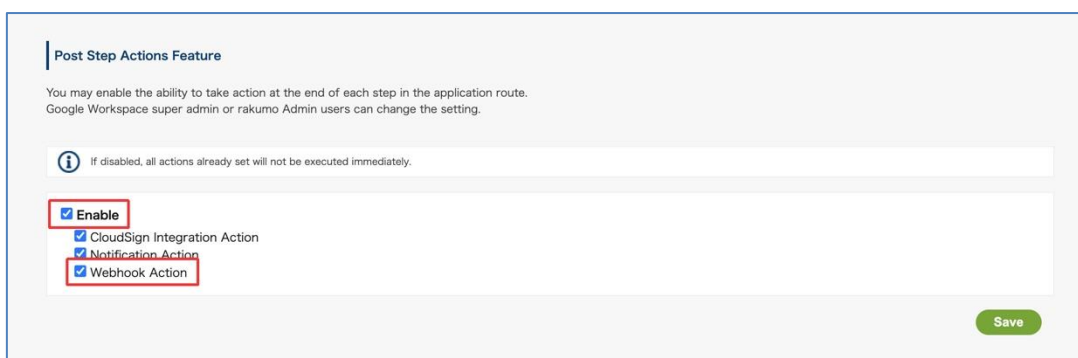 Post Step Actions Feature
You may enable the ability to take action at the end of each step in the application route.
Google Workspace super admin or rakumo Admin users can change the setting.
If disabled, all actions already set will not be executed immediately.
Enable
CloudSign Integration Action
Notification Action
Webhook Action
Save